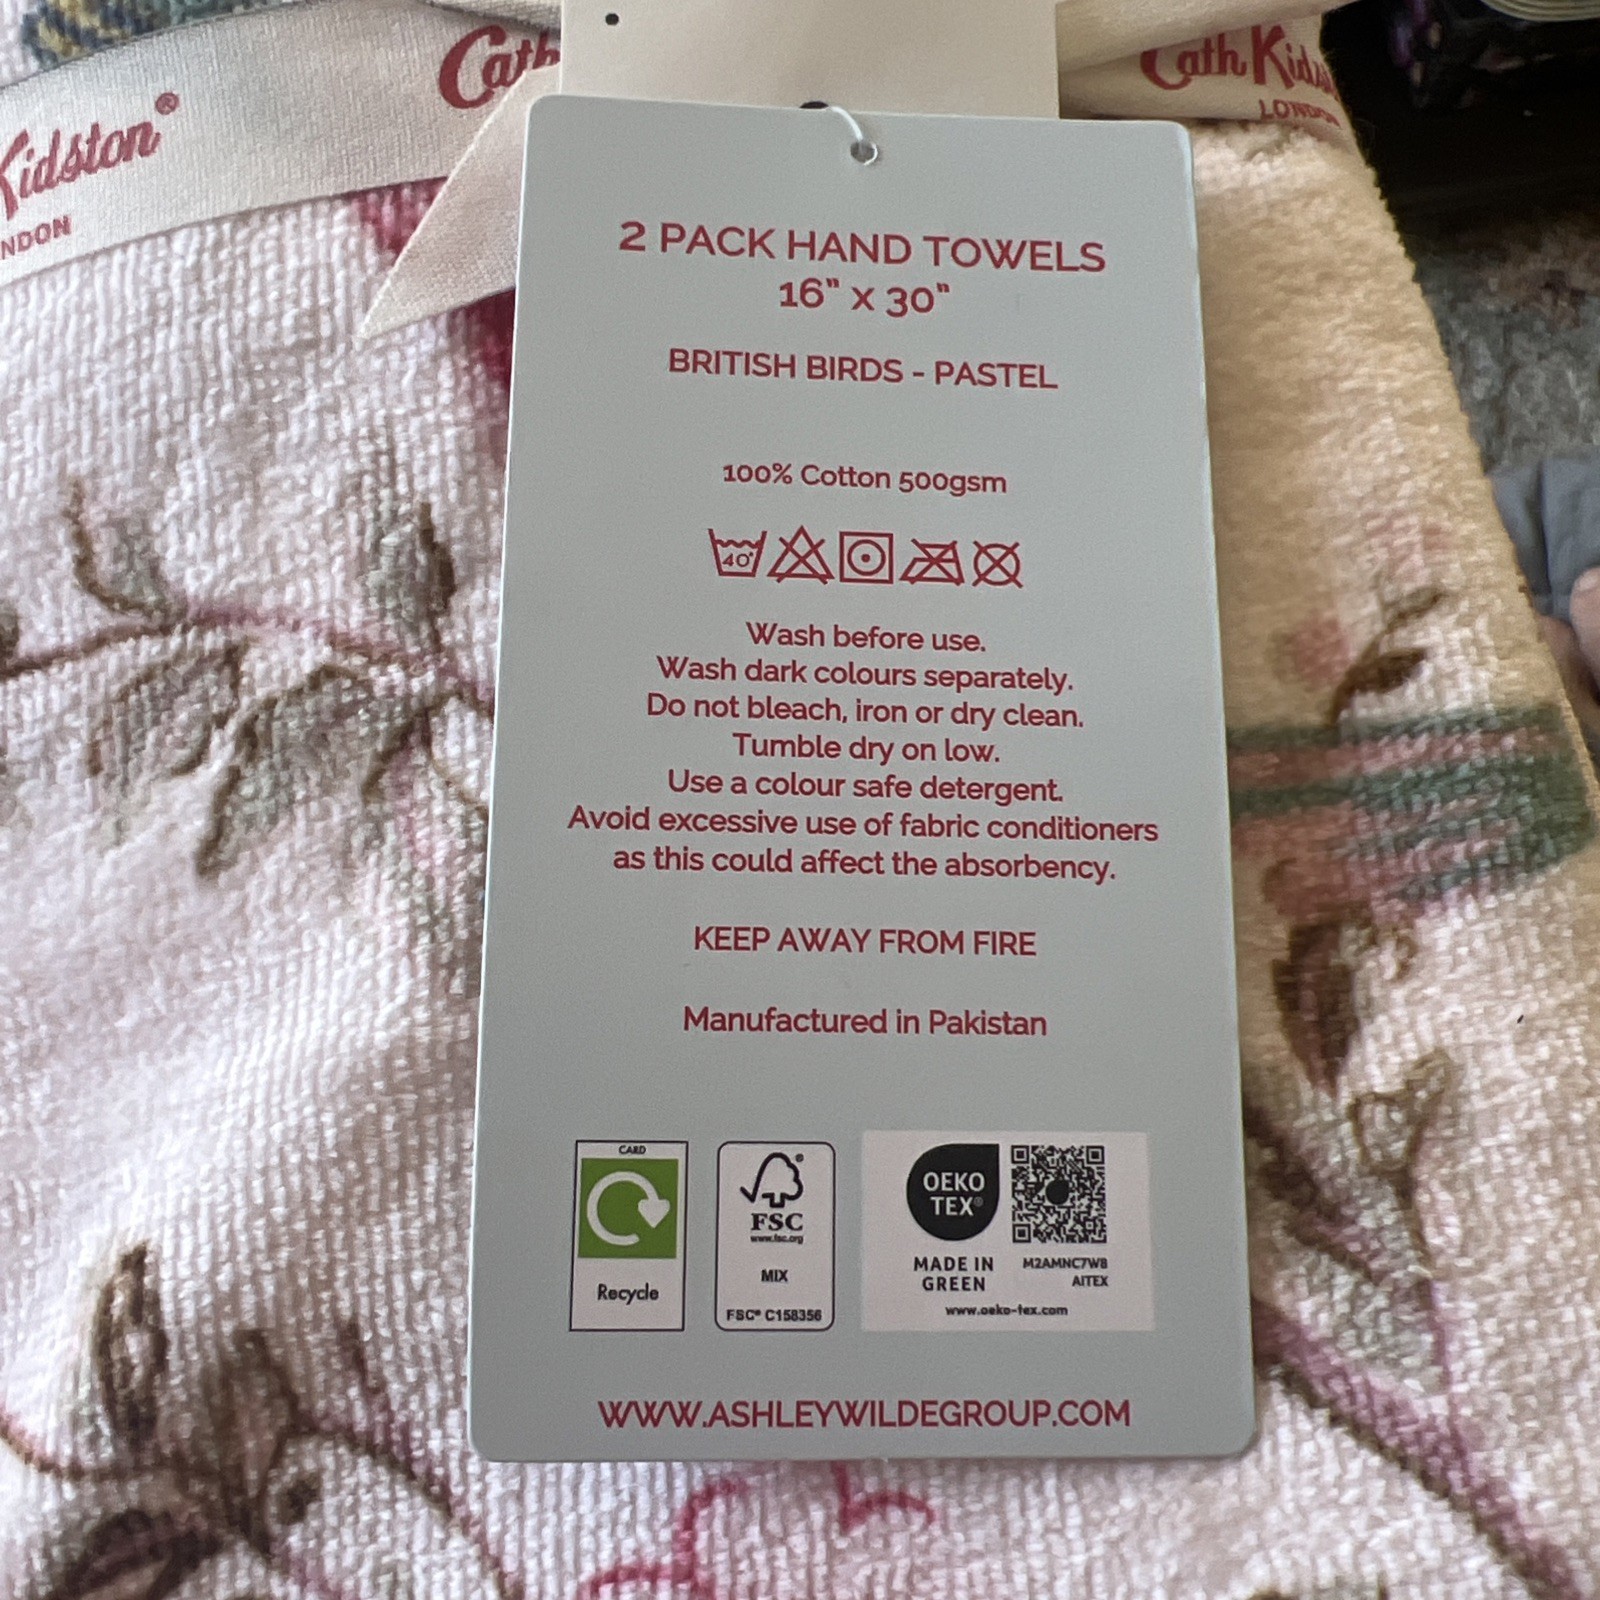 Kidston®
NDON
Cath
Cath Kids
LONDON
2 PACK HAND TOWELS
16" x 30"
BRITISH BIRDS - PASTEL
100% Cotton 500gsm
40°
Wash before use.
Wash dark colours separately.
Do not bleach, iron or dry clean.
Tumble dry on low.
Use a colour safe detergent.
Avoid excessive use of fabric conditioners
as this could affect the absorbency.
KEEP AWAY FROM FIRE
Manufactured in Pakistan
CARD
Recycle
®
FSC
www.fsc.org
MIX
FSC® C158356
OEKO
TEX®
MADE IN
GREEN
M2AMNC7WB
AITEX
www.oeko-tex.com
WWW.ASHLEYWILDEGROUP.COM